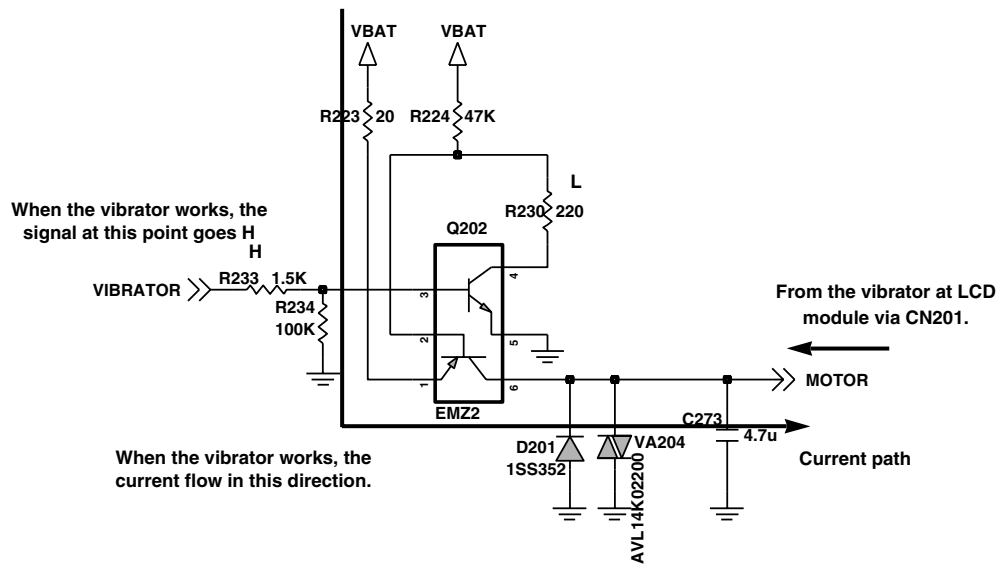 VBAT
VBAT
R223 20
R224 47K
L
R230 220
When the vibrator works, the
signal at this point goes H
H
Q202
R233 1.5K
VIBRATOR
R234
100K
3
4
2
5
1
6
EMZ2
From the vibrator at LCD
module via CN201.
MOTOR
C273
4.7u
D201
1SS352
VA204
AVL14K02200
Current path
When the vibrator works, the
current flow in this direction.